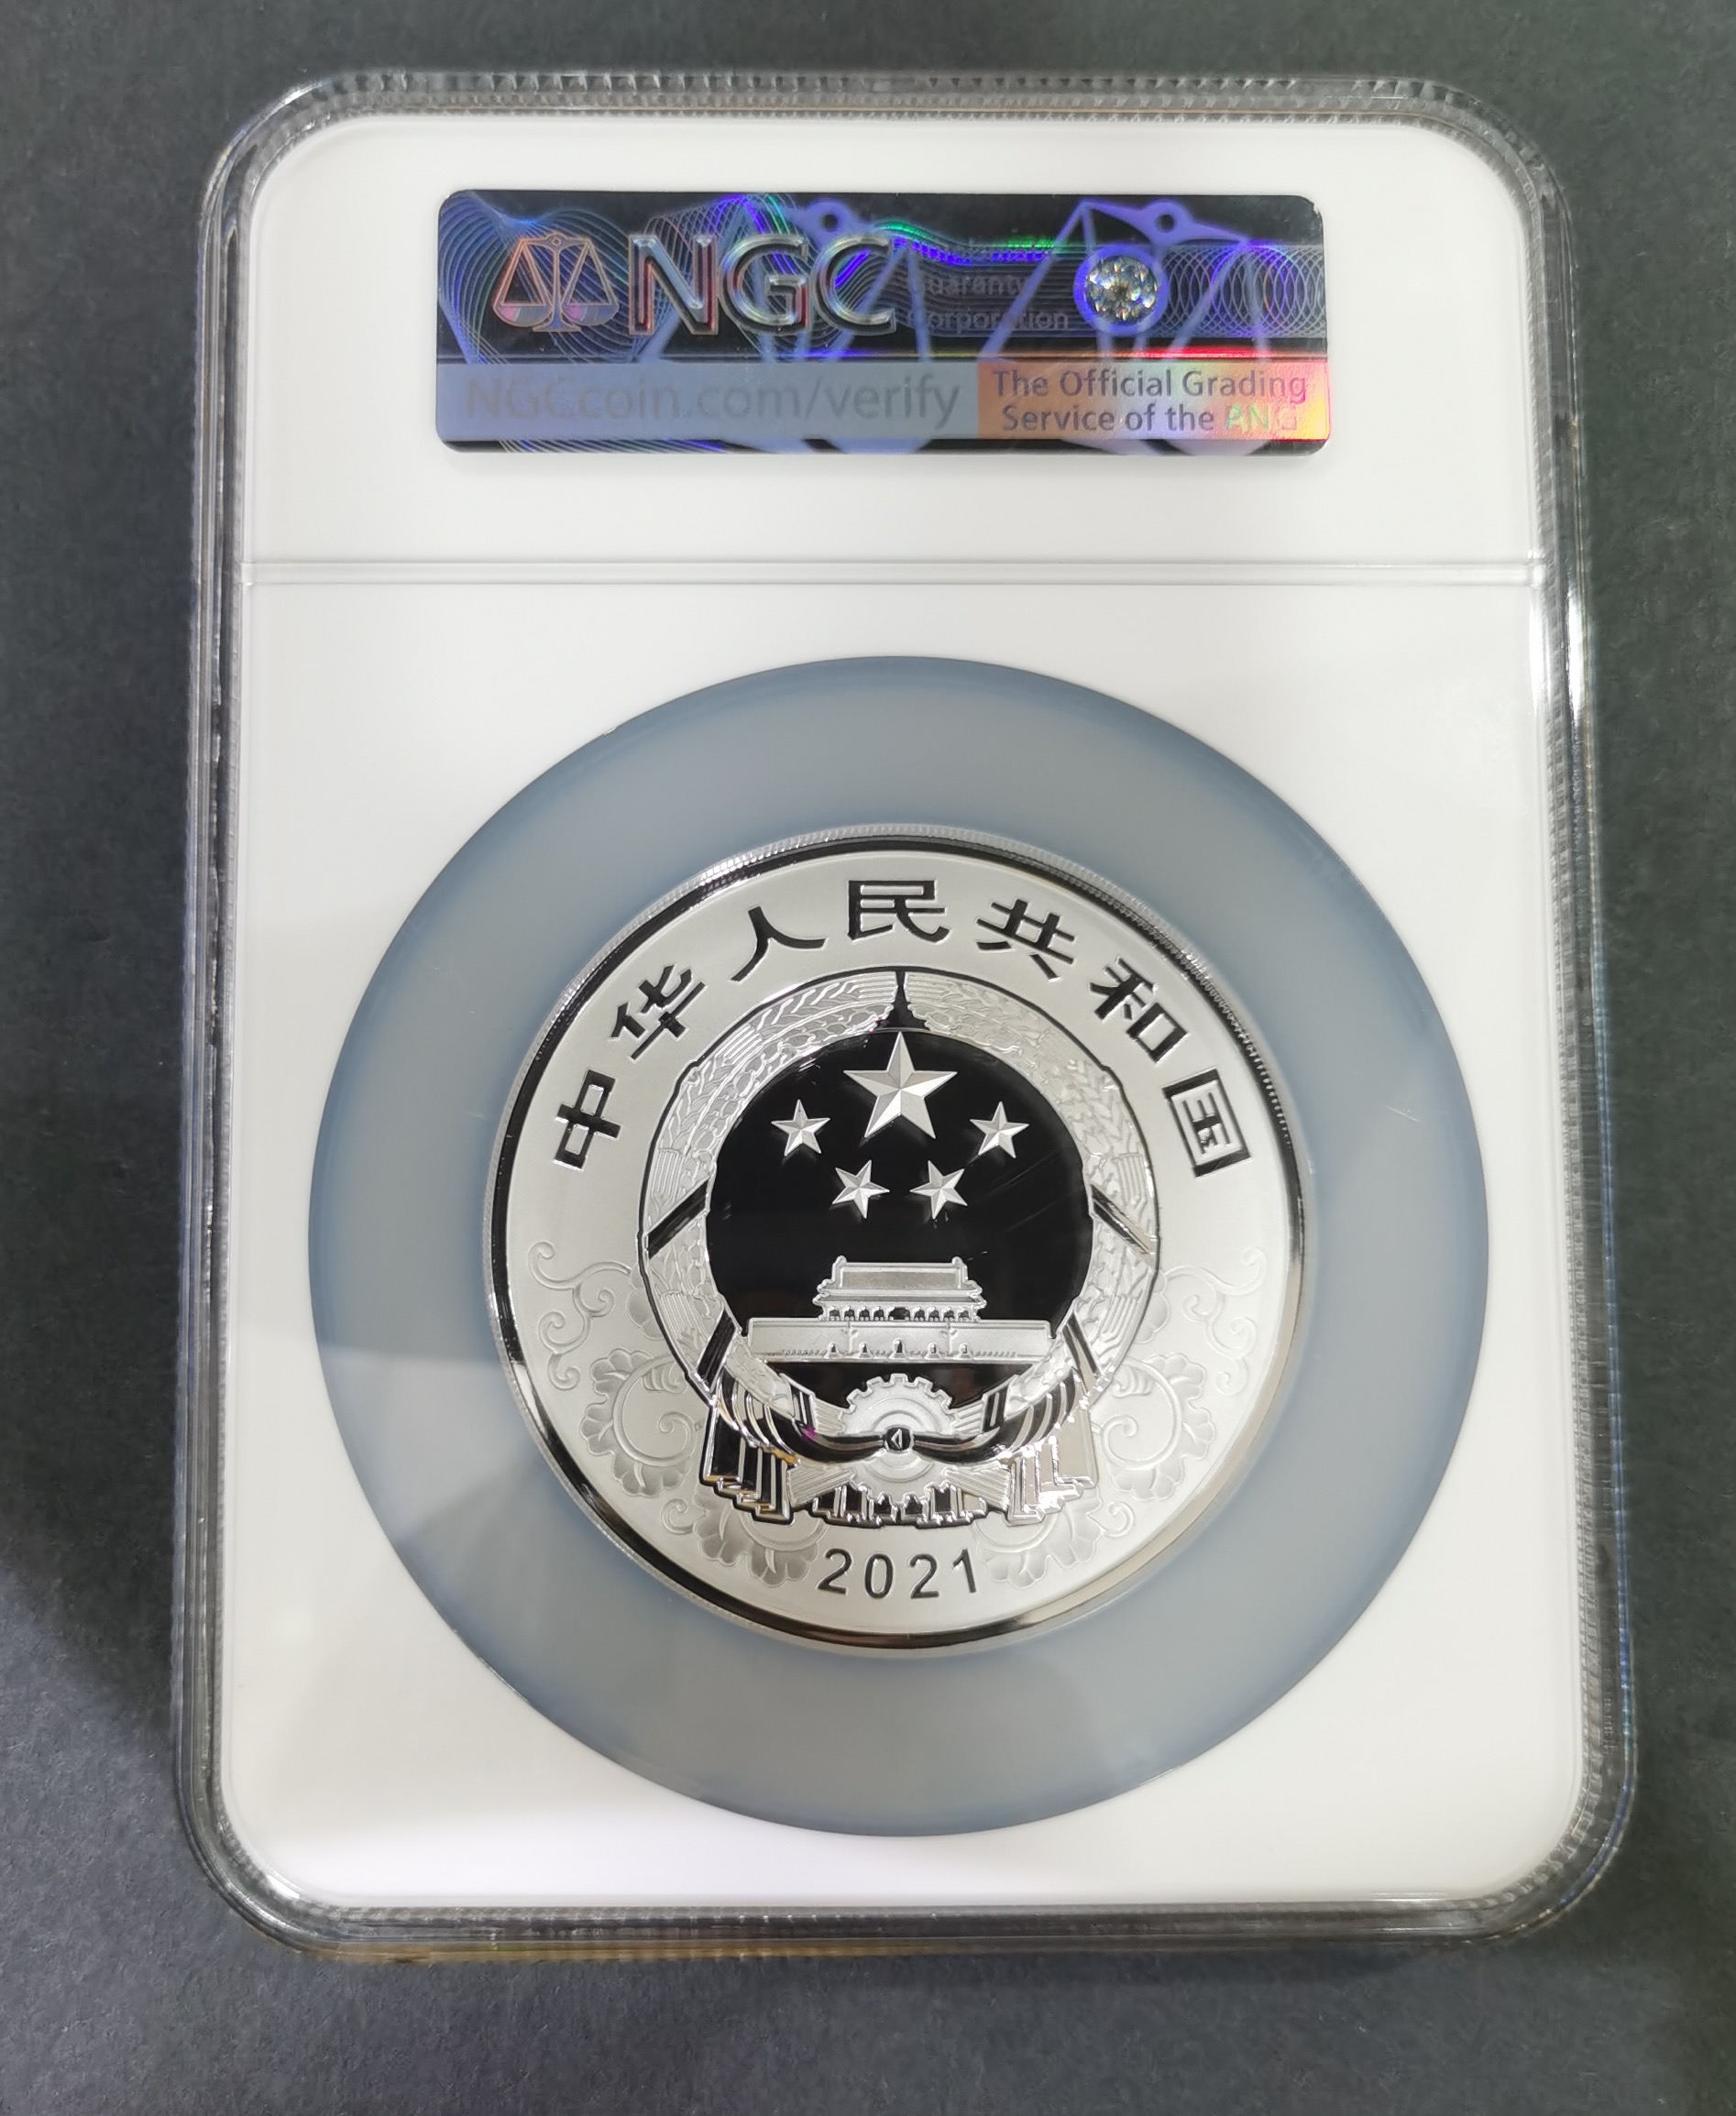 NGC
Numismatic
Guaranty
Corporation
NGCcoin.com/verify
The Official Grading
Service of the ANA
中华人民共和国
2021